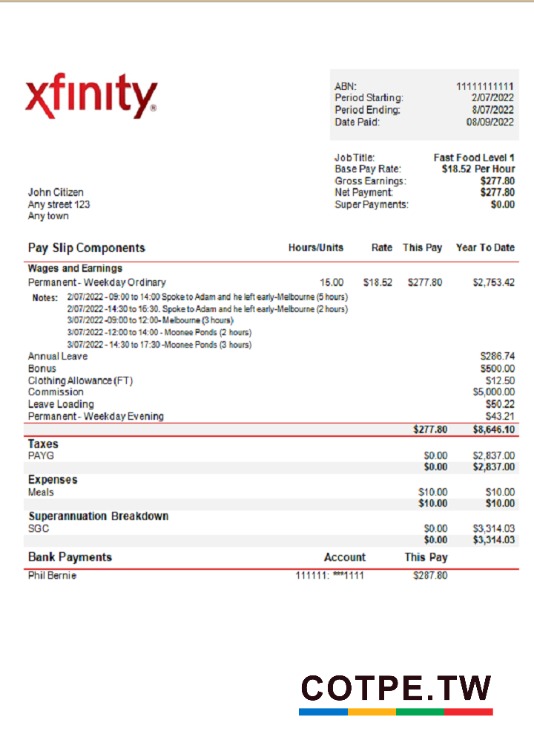 xfinity®
ABN: 11111111111
Period Starting: 2/07/2022
Period Ending: 8/07/2022
Date Paid: 08/09/2022
Job Title: Fast Food Level 1
Base Pay Rate: $18.52 Per Hour
Gross Earnings: $277.80
Net Payment: $277.80
Super Payments: $0.00
John Citizen
Any street 123
Any town
Pay Slip Components Hours/Units Rate This Pay Year To Date
Wages and Earnings
Permanent - Weekday Ordinary 15.00 $18.52 $277.80 $2,753.42
Notes: 2/07/2022 - 09:00 to 14:00 Spoke to Adam and he left early-Melbourne (5 hours)
2/07/2022 -14:30 to 16:30. Spoke to Adam and he left early-Melbourne (2 hours)
3/07/2022 -09:00 to 12:00- Melbourne (3 hours)
3/07/2022 -12:00 to 14:00 - Moonee Ponds (2 hours)
3/07/2022 - 14:30 to 17:30 -Moonee Ponds (3 hours)
Annual Leave $286.74
Bonus $500.00
Clothing Allowance (FT) $12.50
Commission $5,000.00
Leave Loading $50.22
Permanent - Weekday Evening $43.21
$277.80 $8,646.10
Taxes
PAYG $0.00 $2,837.00
$0.00 $2,837.00
Expenses
Meals $10.00 $10.00
$10.00 $10.00
Superannuation Breakdown
SGC $0.00 $3,314.03
$0.00 $3,314.03
Bank Payments Account This Pay
Phil Bernie 111111: ***1111 $287.80
COTPE.TW